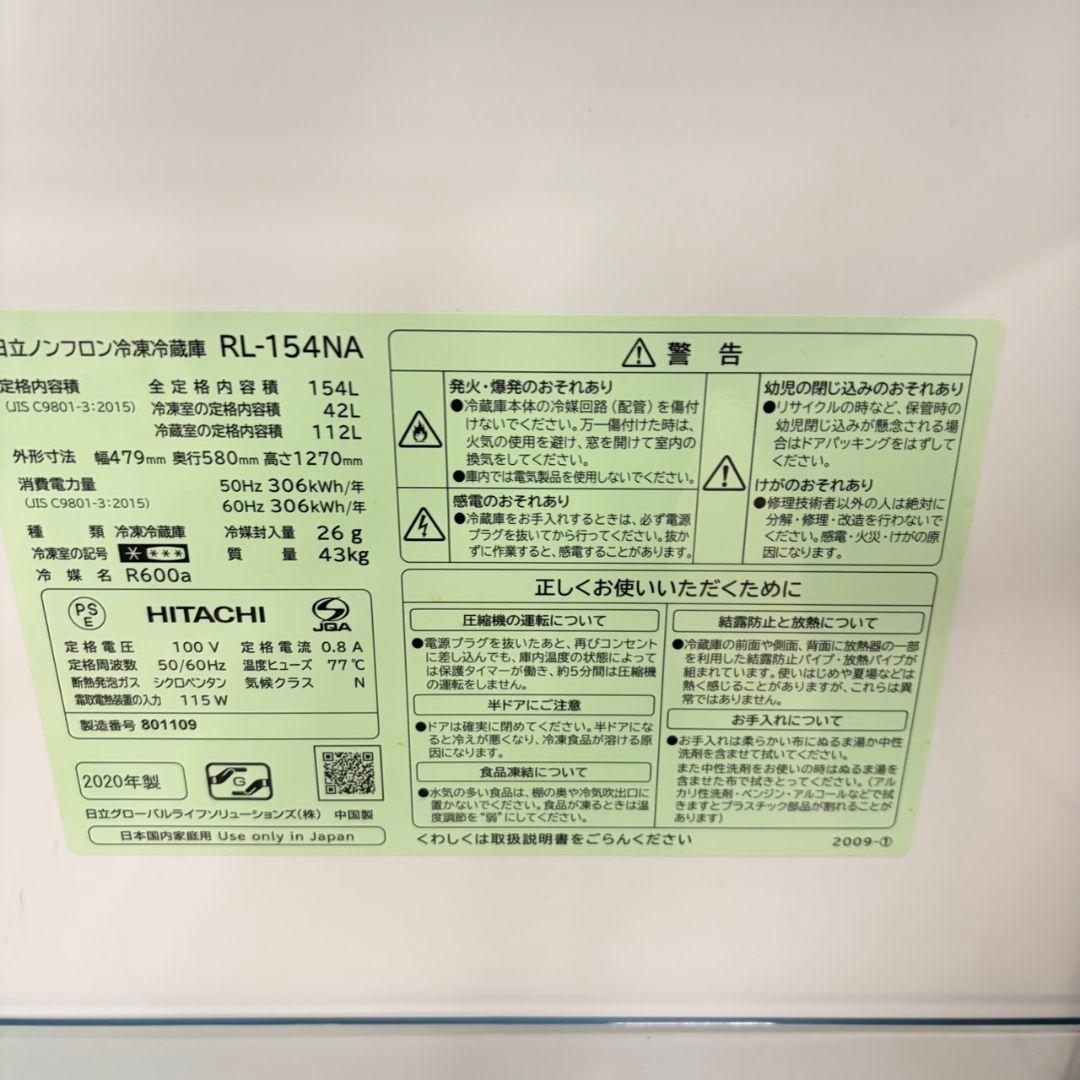 日立ノンフロン冷凍冷蔵庫 RL-154NA
定格内容積 全定格内容積 154L
(JIS C9801-3:2015) 冷凍室の定格内容積 42L
冷蔵室の定格内容積 112L
外形寸法 幅479mm 奥行580mm 高さ1270mm
消費電力量 50Hz 306kWh/年
(JIS C9801-3:2015) 60Hz 306kWh/年
種類 冷凍冷蔵庫 冷媒封入量 26g
冷凍室の記号 * *** 質量 43kg
冷媒名 R600a
PS
E
HITACHI
JQA
定格電圧 100V 定格電流 0.8A
定格周波数 50/60Hz 温度ヒューズ 77℃
断熱発泡ガス シクロペンタン 気候クラス N
霜取電熱装置の入力 115W
製造番号 801109
2020年製
G
日立グローバルライフソリューションズ(株) 中国製
日本国内家庭用 Use only in Japan
⚠警告
発火・爆発のおそれあり
●冷蔵庫本体の冷媒回路(配管)を傷付
けないでください。万一傷付けた時は、
火気の使用を避け、窓を開けて室内の
換気をしてください。
●庫内では電気製品を使用しないでください。
感電のおそれあり
●冷蔵庫をお手入れするときは、必ず電源
プラグを抜いてから行ってください。抜か
ずに作業すると、感電することがあります。
幼児の閉じ込みのおそれあり
●リサイクルの時など、保管時の
幼児閉じ込みが懸念される場
合はドアパッキングをはずして
ください。
けがのおそれあり
●修理技術者以外の人は絶対に
分解・修理・改造を行わないで
ください。感電・火災・けがの原
因になります。
正しくお使いいただくために
圧縮機の運転について
●電源プラグを抜いたあと、再びコンセント
に差し込んでも、庫内温度の状態によって
は保護タイマーが働き、約5分間は圧縮機
の運転をしません。
半ドアにご注意
●ドアは確実に閉めてください。半ドアにな
ると冷えが悪くなり、冷凍食品が溶ける原
因になります。
食品凍結について
●水気の多い食品は、棚の奥や冷気吹出口に
置かないでください。食品が凍るときは温
度調節を“弱”にしてください。
結露防止と放熱について
●冷蔵庫の前面や側面、背面に放熱器の一部
を利用した結露防止パイプ・放熱パイプが
組まれています。使いはじめや夏場などは
熱く感じることがありますが、これらは異
常ではありません。
お手入れについて
●お手入れは柔らかい布にぬるま湯か中性
洗剤を含ませて拭いてください。
また中性洗剤をお使いの時はぬるま湯を
含ませた布で拭きとってください。(アル
カリ性洗剤・ベンジン・アルコールなどで拭
きますとプラスチック部品が割れることが
あります)
くわしくは取扱説明書をごらんください
2009-①